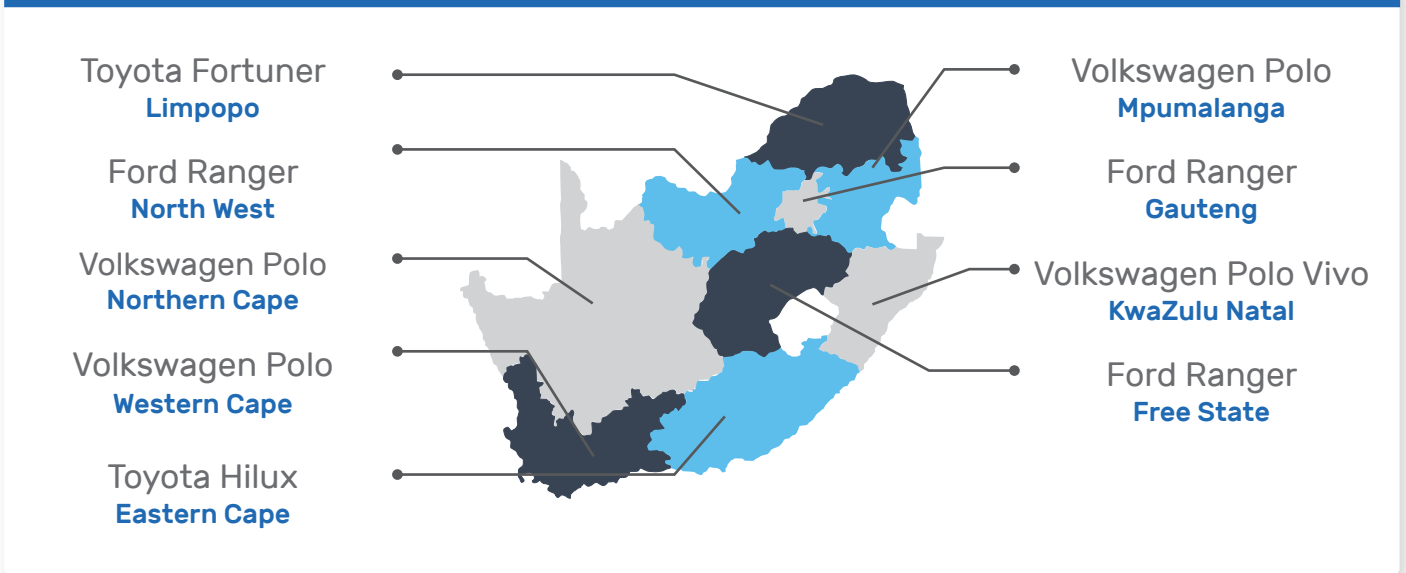 Toyota Fortuner
Limpopo
Ford Ranger
North West
Volkswagen Polo
Northern Cape
Volkswagen Polo
Western Cape
Toyota Hilux
Eastern Cape
Volkswagen Polo
Mpumalanga
Ford Ranger
Gauteng
Volkswagen Polo Vivo
KwaZulu Natal
Ford Ranger
Free State